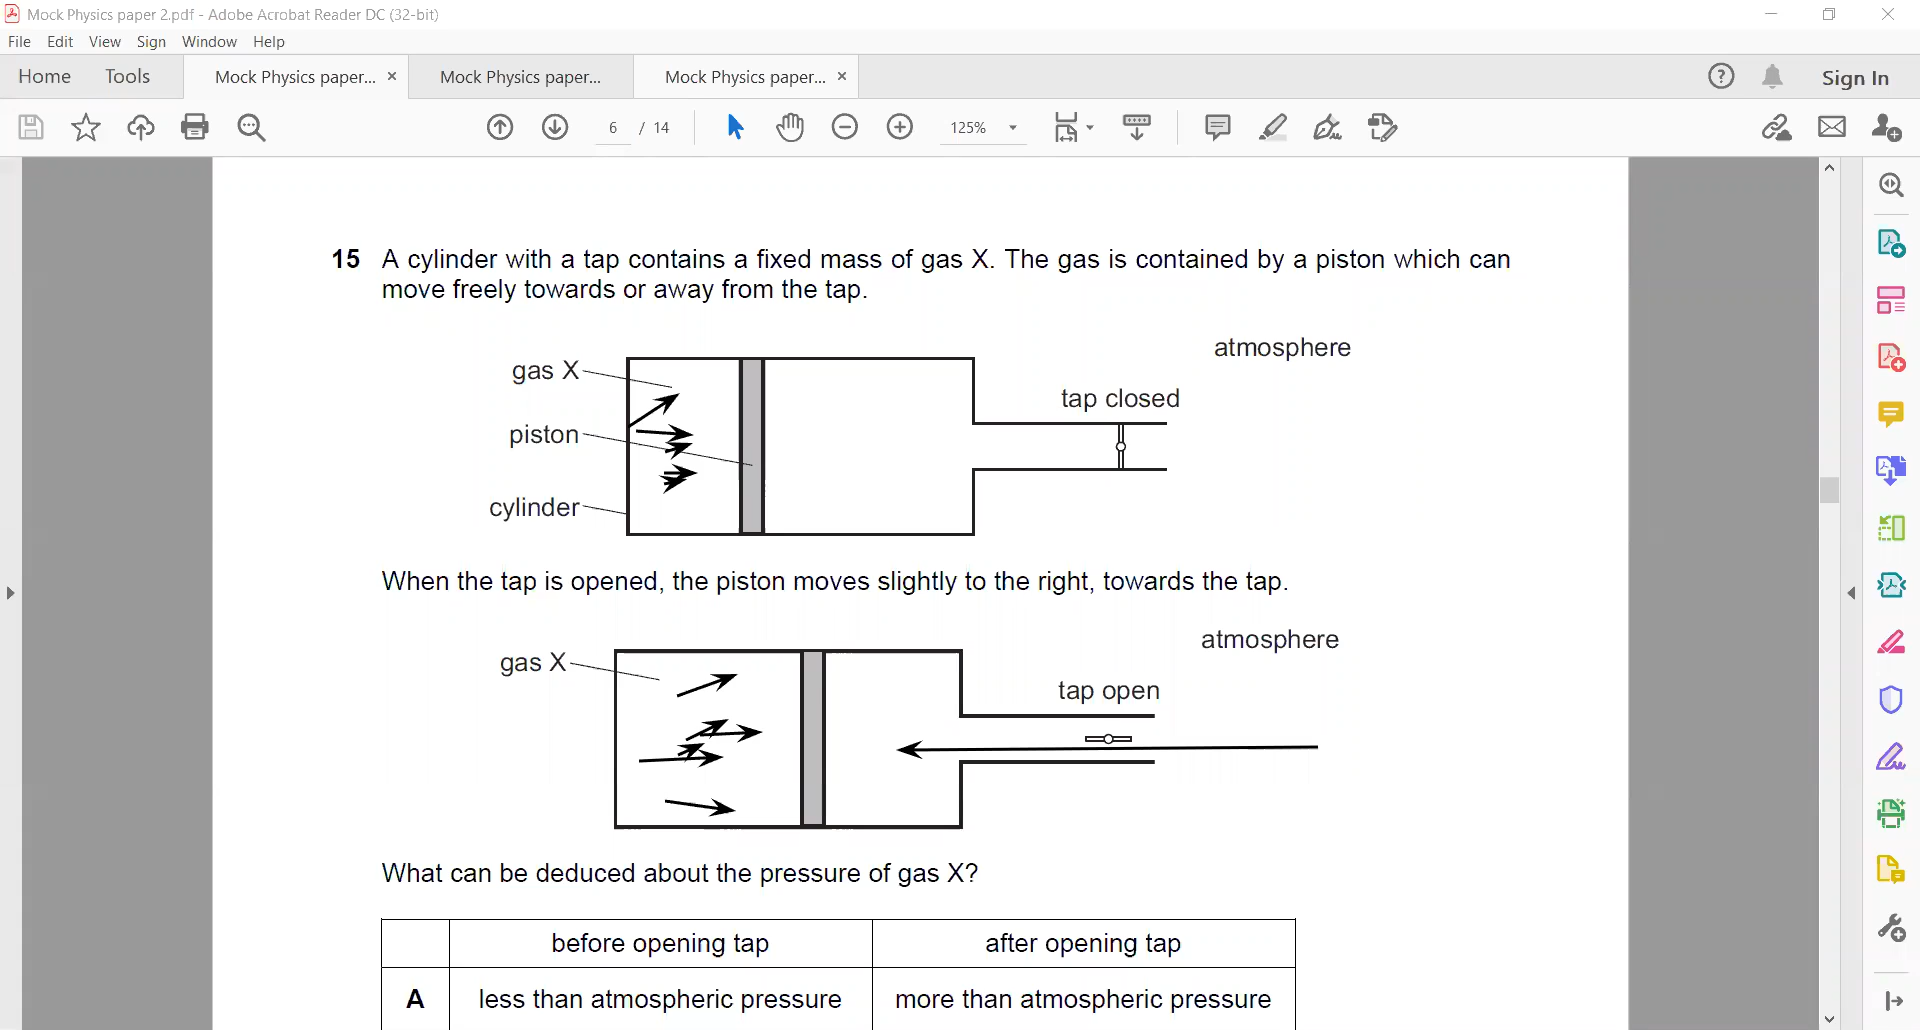 Mock Physics paper 2.pdf - Adobe Acrobat Reader DC (32-bit)
File Edit View Sign Window Help
Home Tools Mock Physics paper... × Mock Physics paper... Mock Physics paper... × Sign In
6 / 14 125%
15 A cylinder with a tap contains a fixed mass of gas X. The gas is contained by a piston which can
move freely towards or away from the tap.
atmosphere
gas X
tap closed
piston
cylinder
When the tap is opened, the piston moves slightly to the right, towards the tap.
atmosphere
gas X
tap open
What can be deduced about the pressure of gas X?
before opening tap after opening tap
A less than atmospheric pressure more than atmospheric pressure